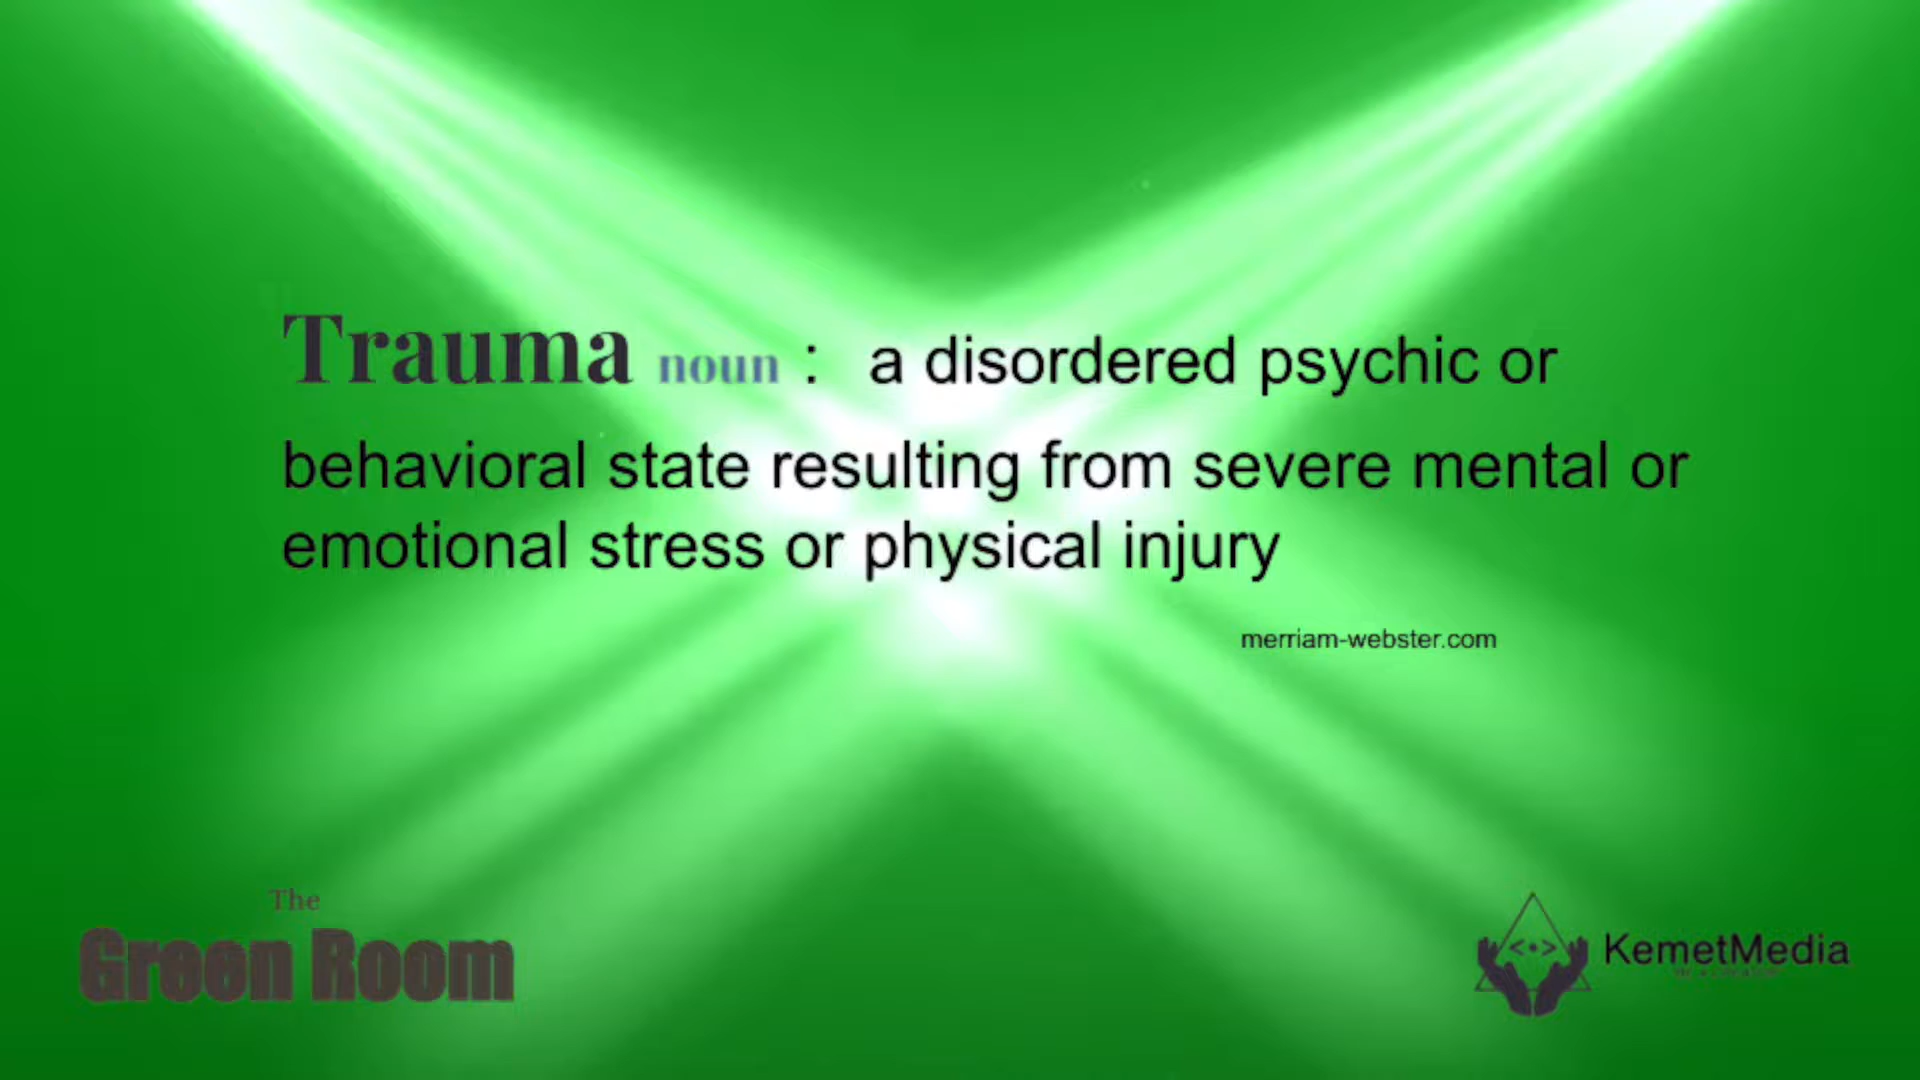 Trauma noun : a disordered psychic or
behavioral state resulting from severe mental or
emotional stress or physical injury
merriam-webster.com
The
Green Room
<•> KemetMedia